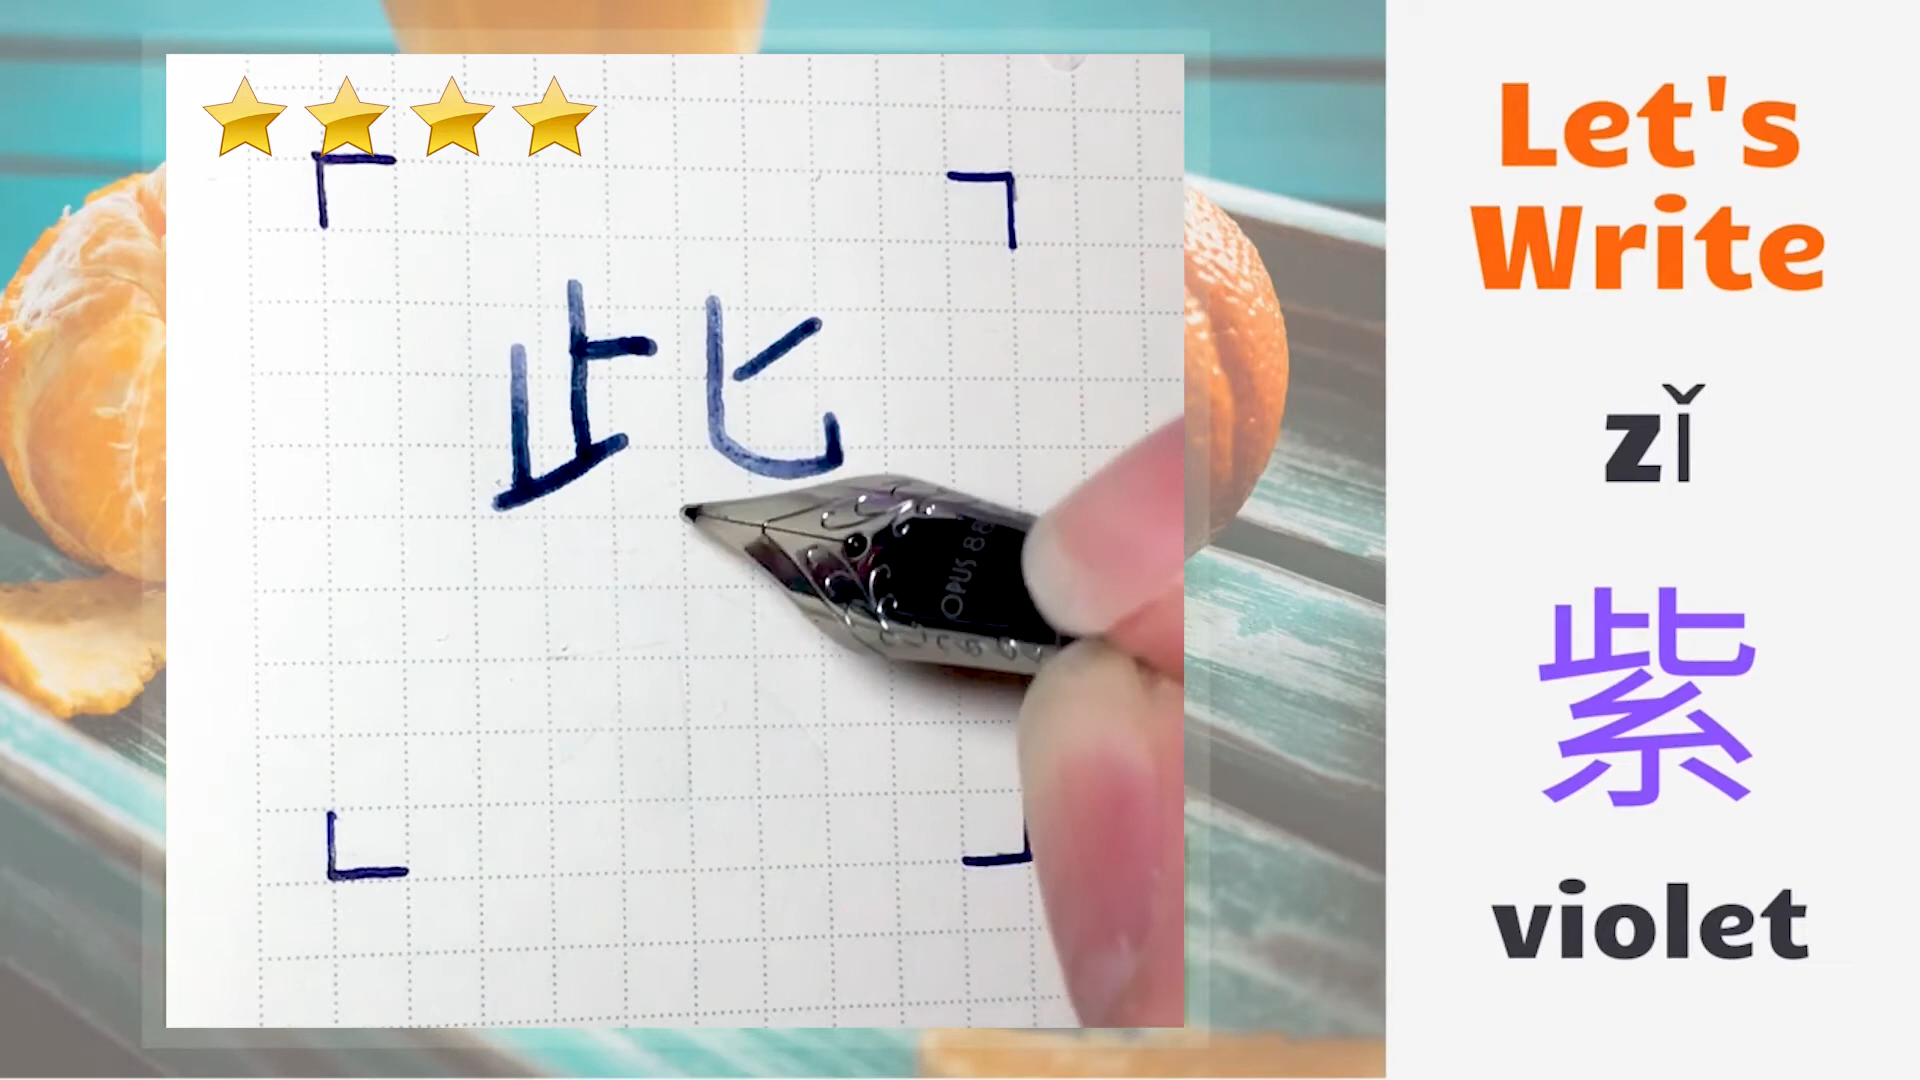 此
OPUS 88
Let's
Write
zǐ
紫
violet